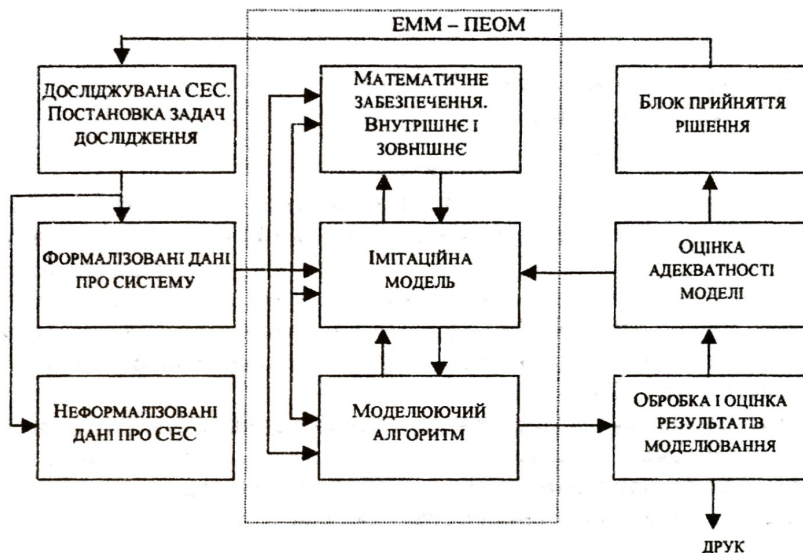 ЕММ – ПЕОМ
ДОСЛІДЖУВАНА СЕС.
ПОСТАНОВКА ЗАДАЧ
ДОСЛІДЖЕННЯ
МАТЕМАТИЧНЕ
ЗАБЕЗПЕЧЕННЯ.
ВНУТРІШНЄ І
ЗОВНІШНЄ
БЛОК ПРИЙНЯТТЯ
РІШЕННЯ
ФОРМАЛІЗОВАНІ ДАНІ
ПРО СИСТЕМУ
ІМІТАЦІЙНА
МОДЕЛЬ
ОЦІНКА
АДЕКВАТНОСТІ
МОДЕЛІ
НЕФОРМАЛІЗОВАНІ
ДАНІ ПРО СЕС
МОДЕЛЮЮЧИЙ
АЛГОРИТМ
ОБРОБКА І ОЦІНКА
РЕЗУЛЬТАТІВ
МОДЕЛЮВАННЯ
ДРУК